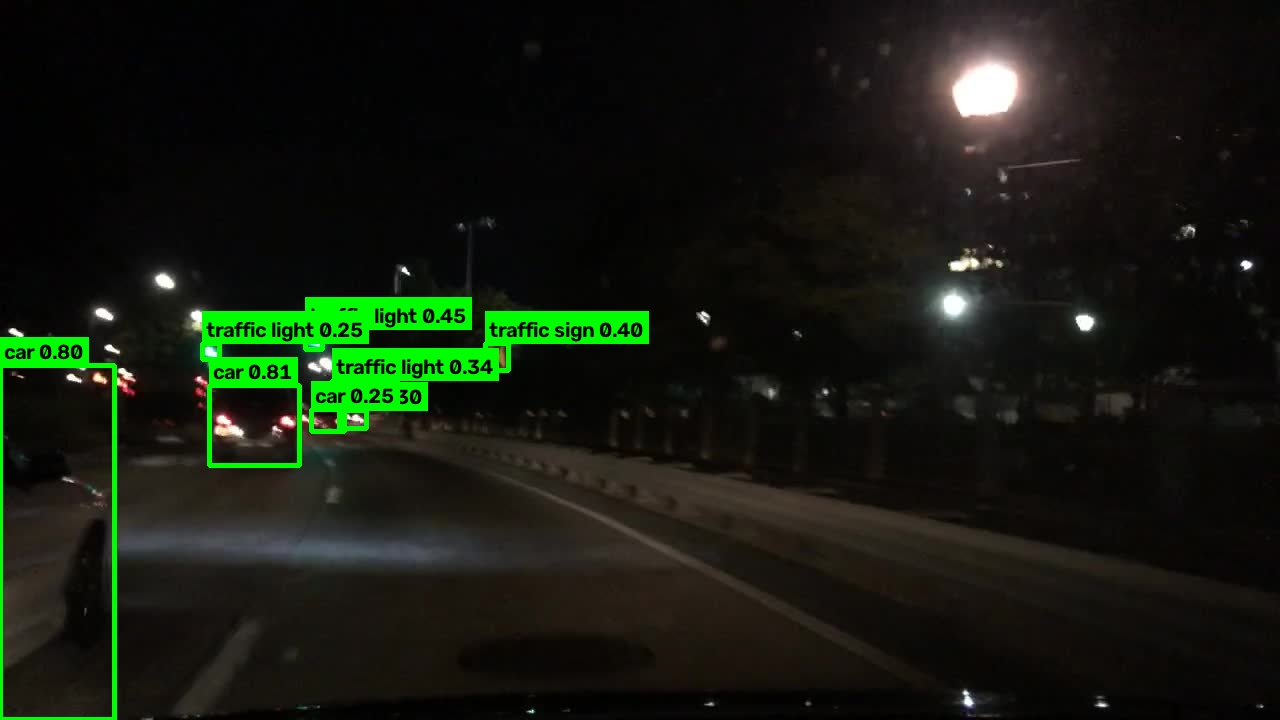 light 0.45
traffic light 0.25
traffic sign 0.40
car 0.80
traffic light 0.34
car 0.81
car 0.25 30